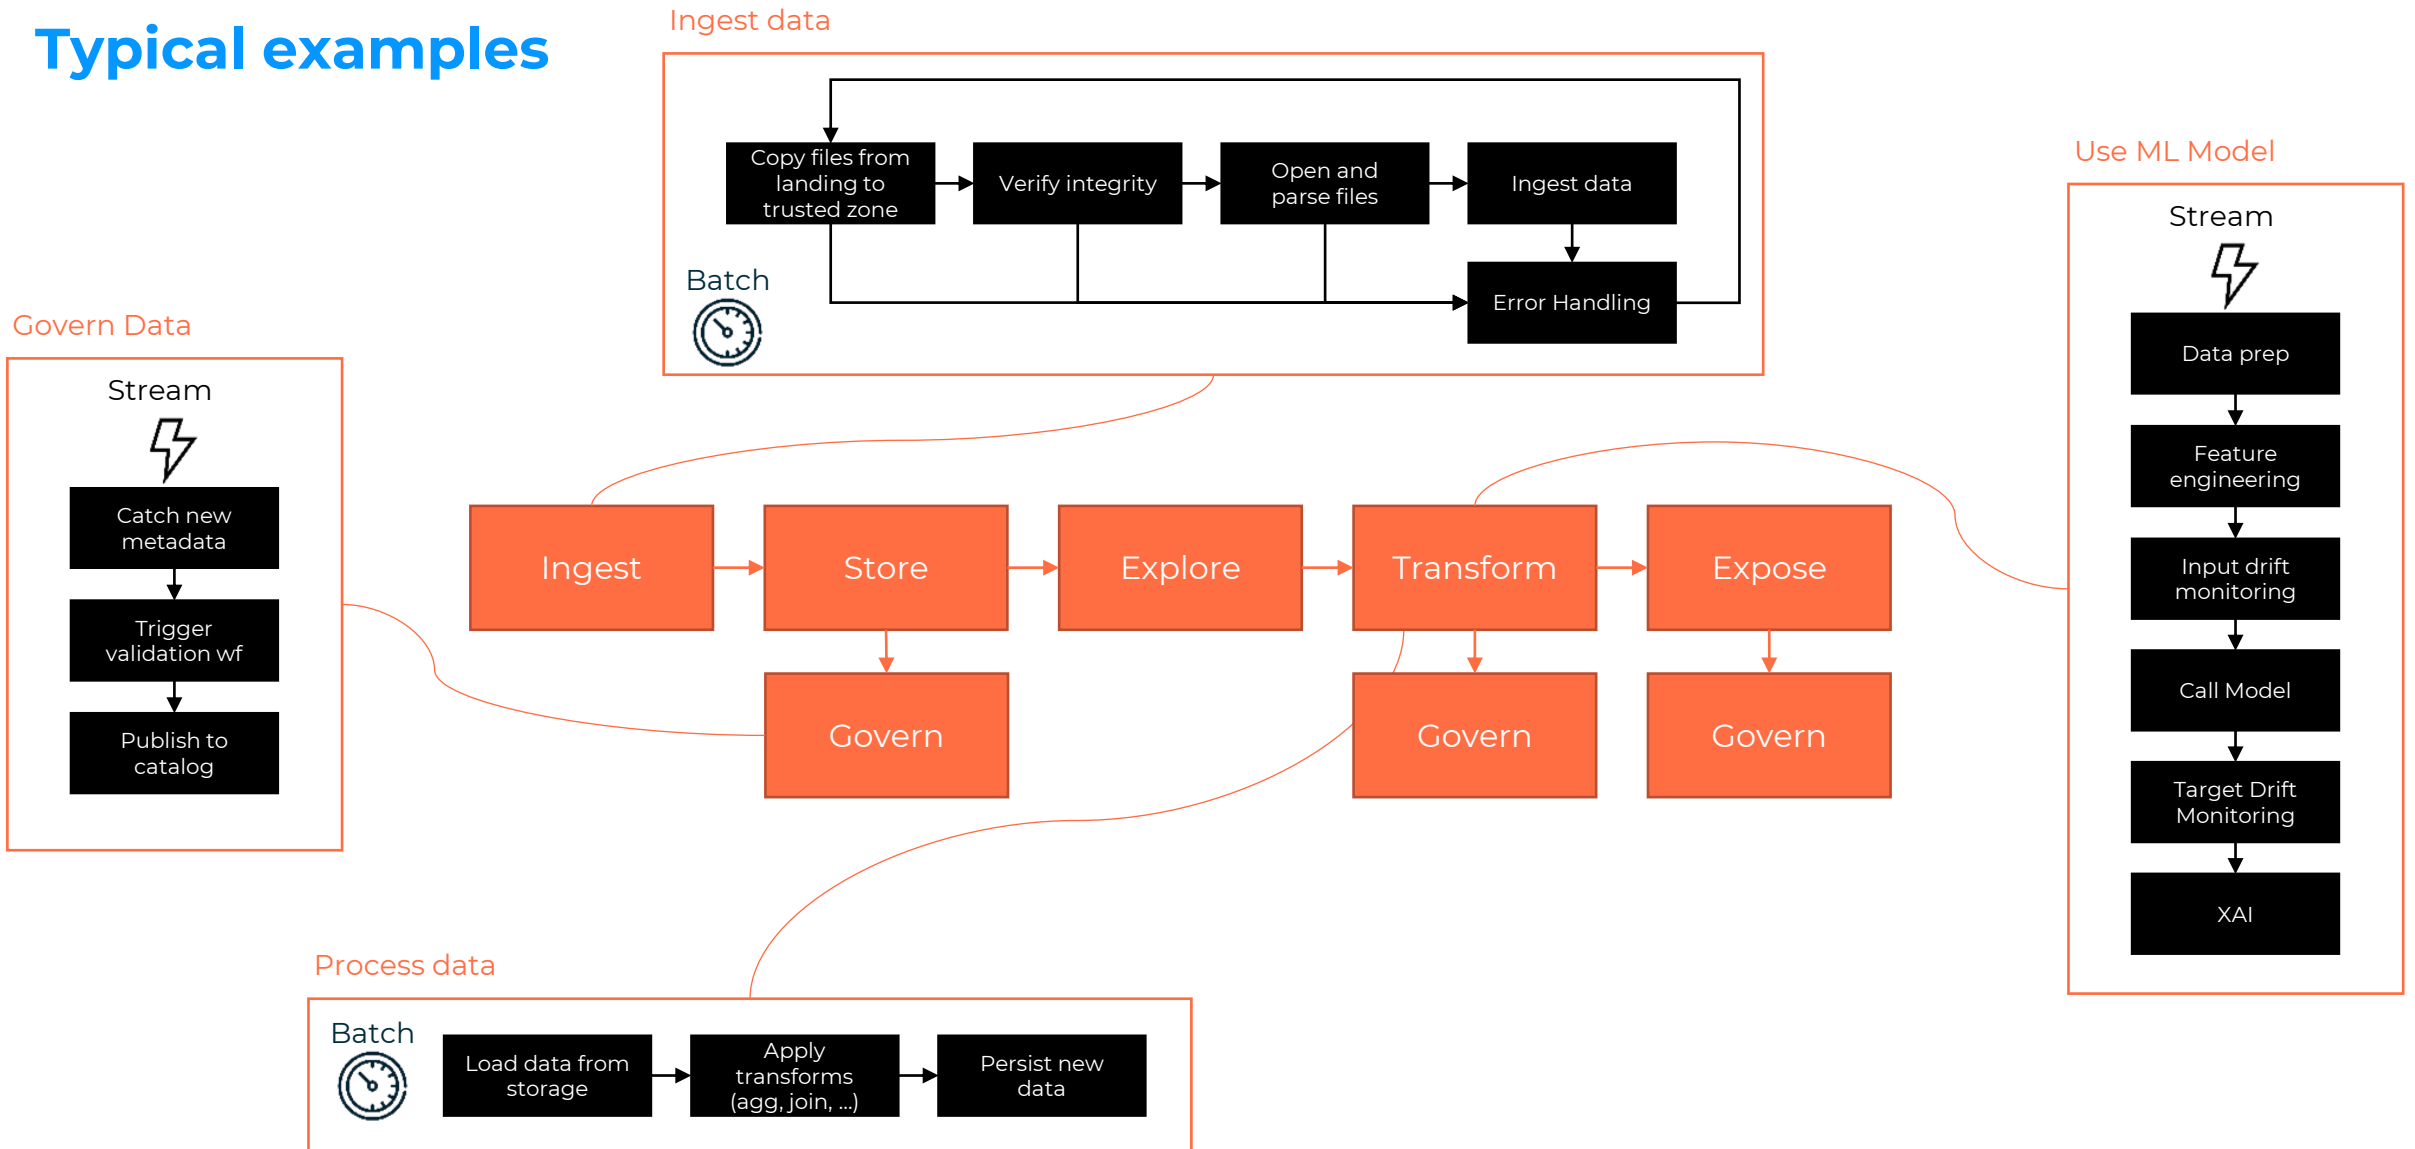 Typical examples
Ingest data
Copy files from
landing to
trusted zone
Verify integrity
Open and
parse files
Ingest data
Error Handling
Batch
Use ML Model
Stream
Data prep
Feature
engineering
Input drift
monitoring
Call Model
Target Drift
Monitoring
XAI
Govern Data
Stream
Catch new
metadata
Trigger
validation wf
Publish to
catalog
Ingest
Store
Explore
Transform
Expose
Govern
Govern
Govern
Process data
Batch
Load data from
storage
Apply
transforms
(agg, join, ...)
Persist new
data